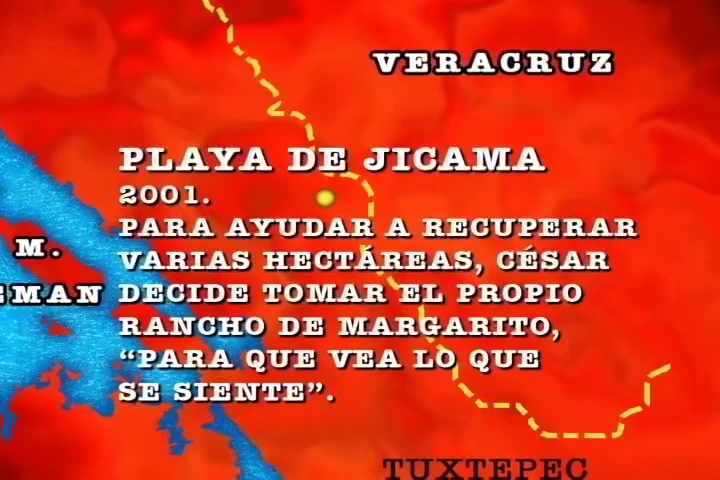 VERACRUZ
PLAYA DE JICAMA
2001.
PARA AYUDAR A RECUPERAR
VARIAS HECTÁREAS, CÉSAR
DECIDE TOMAR EL PROPIO
RANCHO DE MARGARITO,
“PARA QUE VEA LO QUE
SE SIENTE”.
M.
EMAN
TUXTEPEC